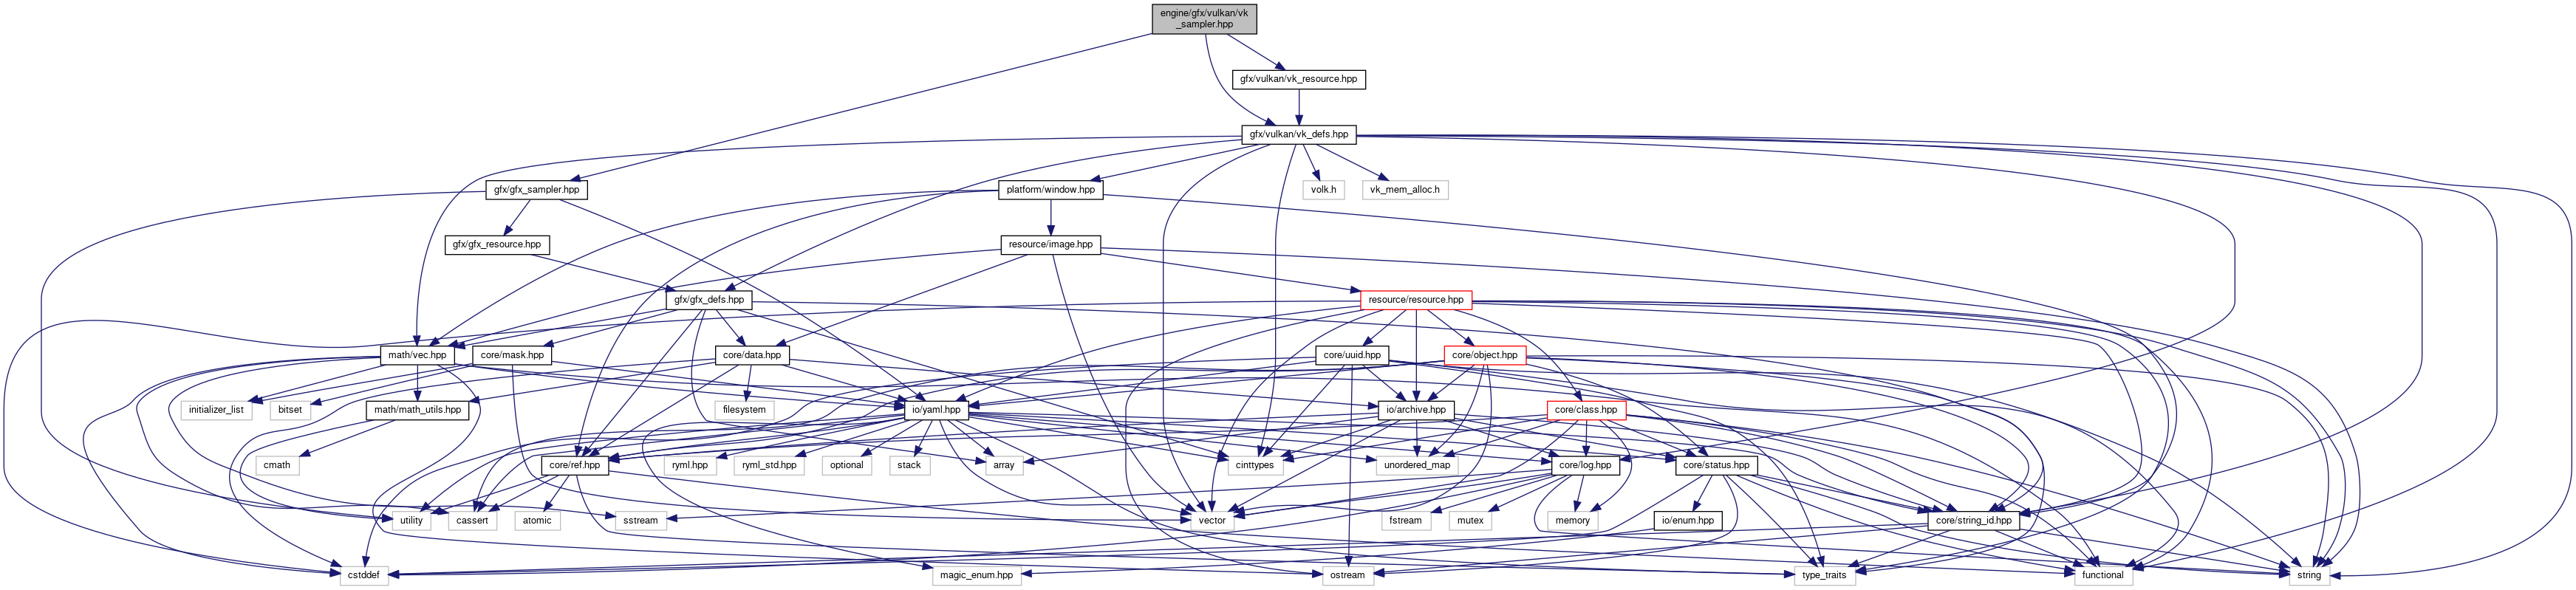 engine/gfx/vulkan/vk
_sampler.hpp
gfx/vulkan/vk_resource.hpp
gfx/vulkan/vk_defs.hpp
gfx/gfx_sampler.hpp
platform/window.hpp
volk.h
vk_mem_alloc.h
gfx/gfx_resource.hpp
resource/image.hpp
gfx/gfx_defs.hpp
resource/resource.hpp
math/vec.hpp
core/mask.hpp
core/data.hpp
core/uuid.hpp
core/object.hpp
initializer_list
bitset
math/math_utils.hpp
filesystem
io/yaml.hpp
io/archive.hpp
core/class.hpp
cmath
core/ref.hpp
ryml.hpp
ryml_std.hpp
optional
stack
array
cinttypes
unordered_map
core/log.hpp
core/status.hpp
utility
cassert
atomic
sstream
vector
fstream
mutex
memory
io/enum.hpp
core/string_id.hpp
cstddef
magic_enum.hpp
ostream
type_traits
functional
string